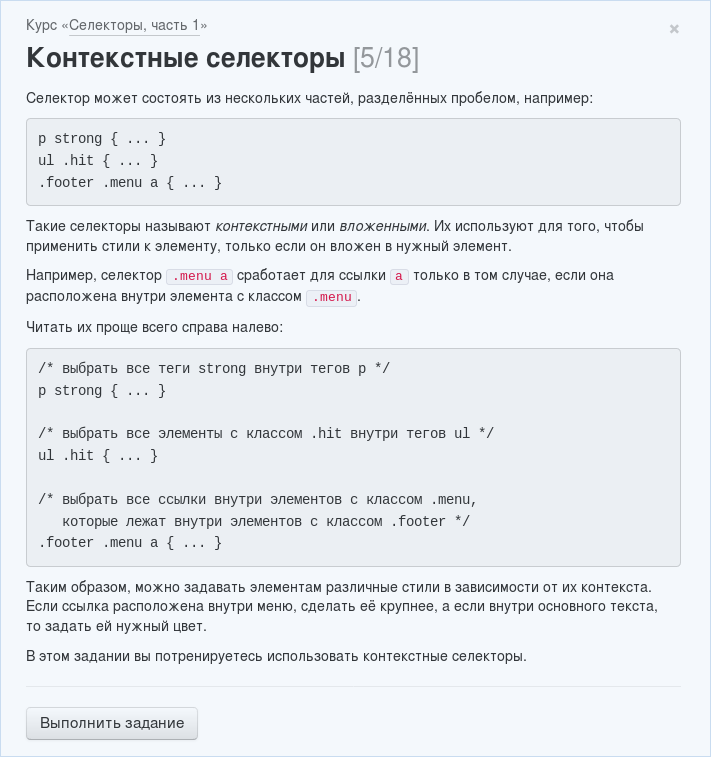 Курс «Селекторы, часть 1»
×
Контекстные селекторы [5/18]
Селектор может состоять из нескольких частей, разделённых пробелом, например:
p strong { ... }
ul .hit { ... }
.footer .menu a { ... }
Такие селекторы называют контекстными или вложенными. Их используют для того, чтобы
применить стили к элементу, только если он вложен в нужный элемент.
Например, селектор .menu a сработает для ссылки a только в том случае, если она
расположена внутри элемента с классом .menu.
Читать их проще всего справа налево:
/* выбрать все теги strong внутри тегов p */
p strong { ... }
/* выбрать все элементы с классом .hit внутри тегов ul */
ul .hit { ... }
/* выбрать все ссылки внутри элементов с классом .menu,
которые лежат внутри элементов с классом .footer */
.footer .menu a { ... }
Таким образом, можно задавать элементам различные стили в зависимости от их контекста.
Если ссылка расположена внутри меню, сделать её крупнее, а если внутри основного текста,
то задать ей нужный цвет.
В этом задании вы потренируетесь использовать контекстные селекторы.
Выполнить задание